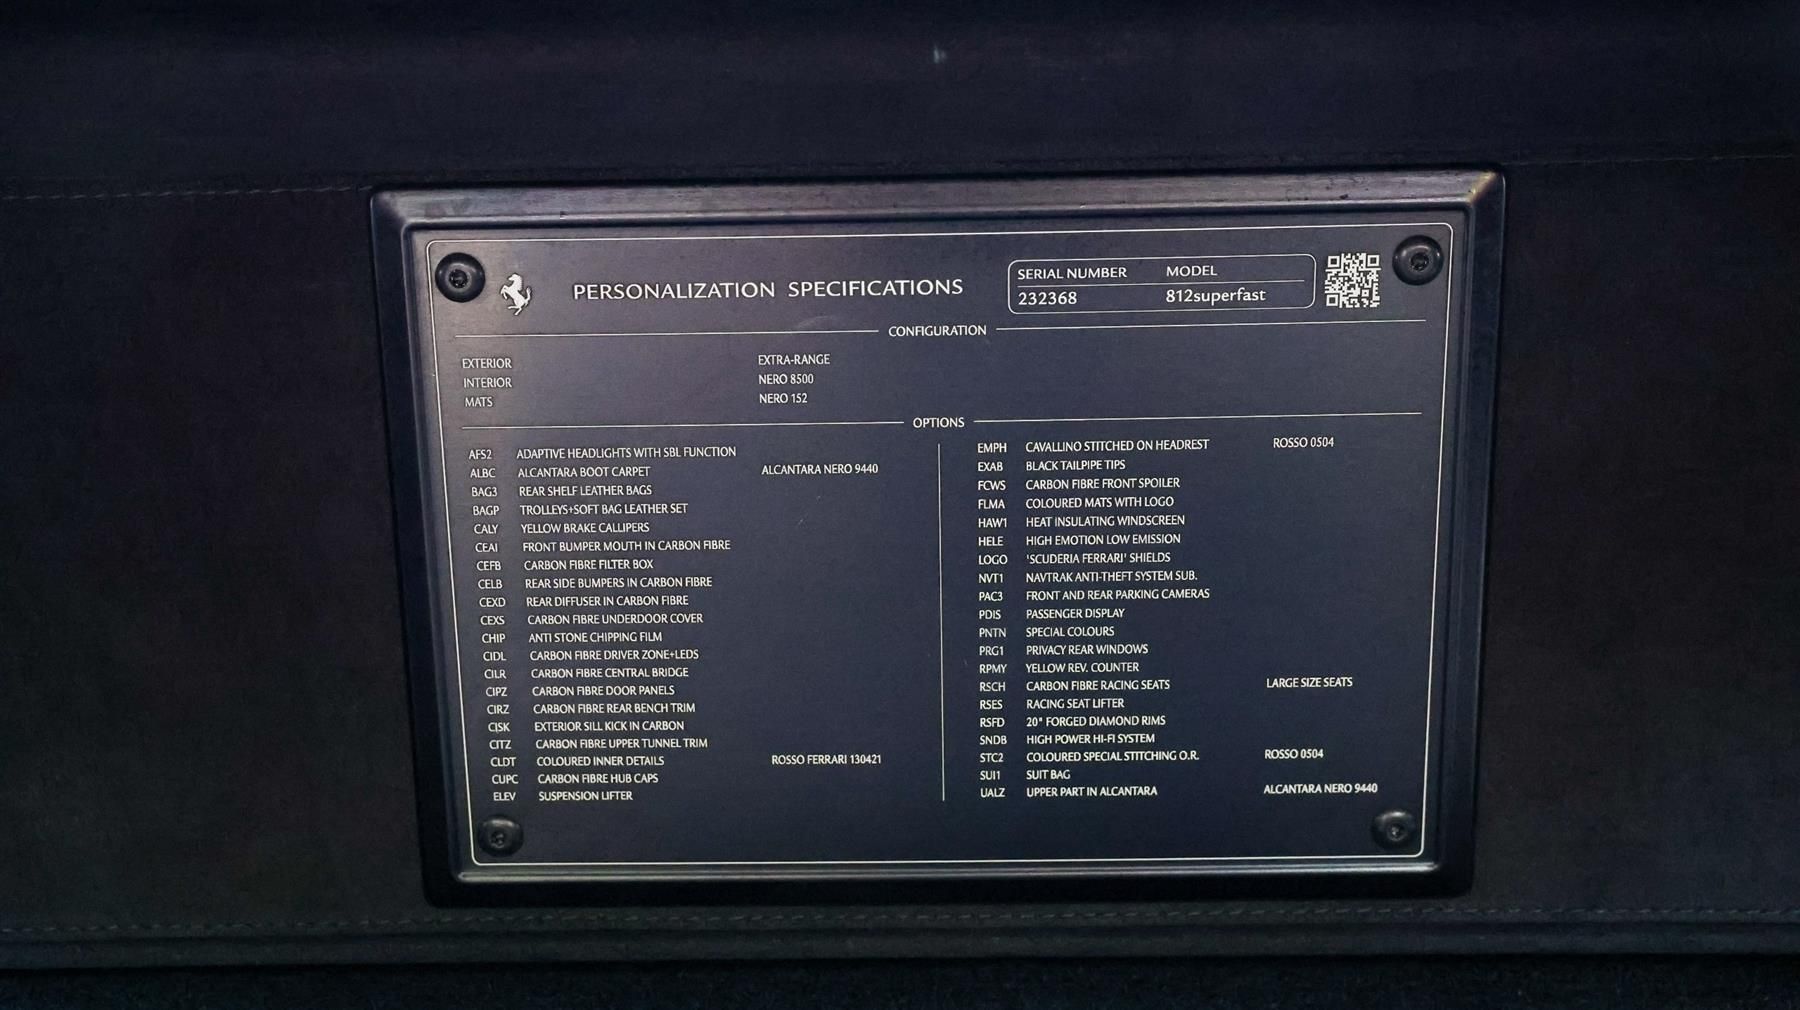 PERSONALIZATION SPECIFICATIONS
SERIAL NUMBER MODEL
232368 812superfast
CONFIGURATION
EXTERIOR EXTRA-RANGE
INTERIOR NERO 8500
MATS NERO 152
OPTIONS
AFS2 ADAPTIVE HEADLIGHTS WITH SBL FUNCTION
ALBC ALCANTARA BOOT CARPET ALCANTARA NERO 9440
BAG3 REAR SHELF LEATHER BAGS
BAGP TROLLEYS+SOFT BAG LEATHER SET
CALY YELLOW BRAKE CALLIPERS
CEAI FRONT BUMPER MOUTH IN CARBON FIBRE
CEFB CARBON FIBRE FILTER BOX
CELB REAR SIDE BUMPERS IN CARBON FIBRE
CEXD REAR DIFFUSER IN CARBON FIBRE
CEXS CARBON FIBRE UNDERDOOR COVER
CHIP ANTI STONE CHIPPING FILM
CIDL CARBON FIBRE DRIVER ZONE+LEDS
CILR CARBON FIBRE CENTRAL BRIDGE
CIPZ CARBON FIBRE DOOR PANELS
CIRZ CARBON FIBRE REAR BENCH TRIM
CISK EXTERIOR SILL KICK IN CARBON
CITZ CARBON FIBRE UPPER TUNNEL TRIM
CLDT COLOURED INNER DETAILS ROSSO FERRARI 130421
CUPC CARBON FIBRE HUB CAPS
ELEV SUSPENSION LIFTER
EMPH CAVALLINO STITCHED ON HEADREST ROSSO 0504
EXAB BLACK TAILPIPE TIPS
FCWS CARBON FIBRE FRONT SPOILER
FLMA COLOURED MATS WITH LOGO
HAW1 HEAT INSULATING WINDSCREEN
HELE HIGH EMOTION LOW EMISSION
LOGO 'SCUDERIA FERRARI' SHIELDS
NVT1 NAVTRAK ANTI-THEFT SYSTEM SUB.
PAC3 FRONT AND REAR PARKING CAMERAS
PDIS PASSENGER DISPLAY
PNTN SPECIAL COLOURS
PRG1 PRIVACY REAR WINDOWS
RPMY YELLOW REV. COUNTER
RSCH CARBON FIBRE RACING SEATS LARGE SIZE SEATS
RSES RACING SEAT LIFTER
RSFD 20" FORGED DIAMOND RIMS
SNDB HIGH POWER HI-FI SYSTEM
STC2 COLOURED SPECIAL STITCHING O.R. ROSSO 0504
SUI1 SUIT BAG
UALZ UPPER PART IN ALCANTARA ALCANTARA NERO 9440